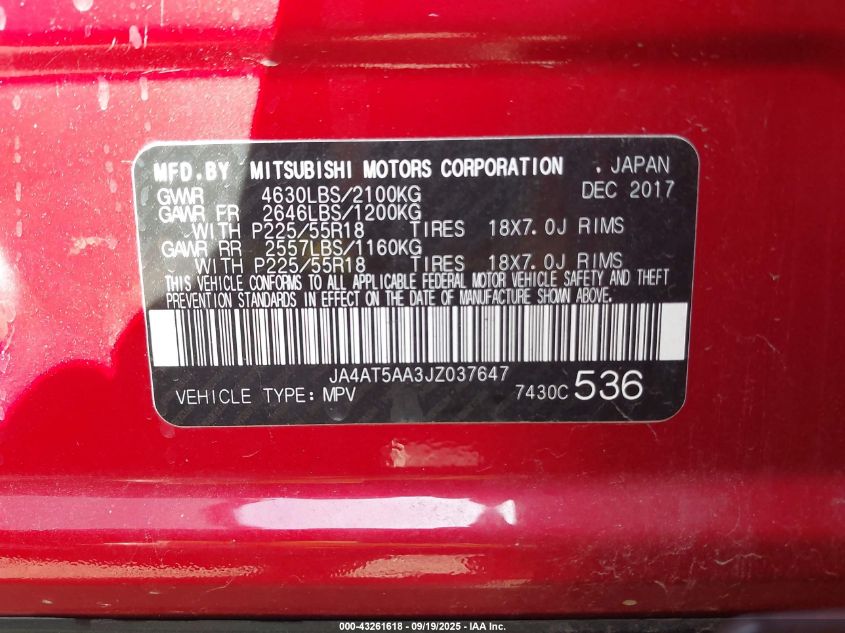 MFD.BY MITSUBISHI MOTORS CORPORATION . JAPAN
GVWR 4630LBS/2100KG DEC 2017
GAWR FR 2646LBS/1200KG
WITH P225/55R18 TIRES 18X7.0J RIMS
GAWR RR 2557LBS/1160KG
WITH P225/55R18 TIRES 18X7.0J RIMS
THIS VEHICLE CONFORMS TO ALL APPLICABLE FEDERAL MOTOR VEHICLE SAFETY AND THEFT
PREVENTION STANDARDS IN EFFECT ON THE DATE OF MANUFACTURE SHOWN ABOVE.
JA4AT5AA3JZ037647
VEHICLE TYPE: MPV 7430C 536
000-43261618 - 09/19/2025 - IAA Inc.